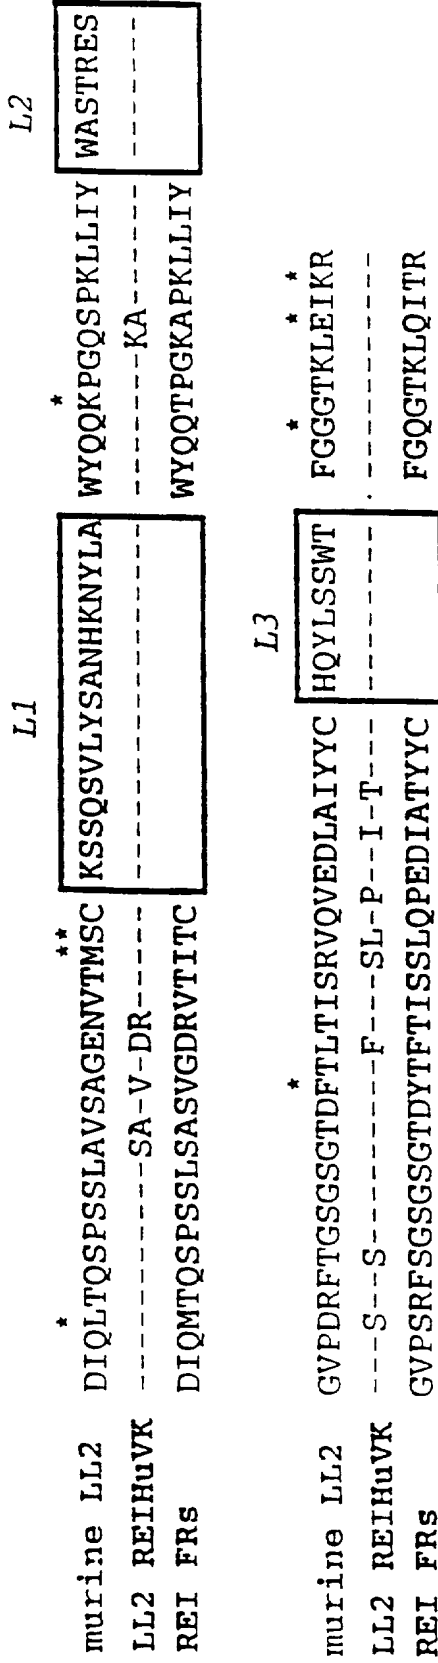 L1 L2
* ** *
murine LL2 DIQLTQSPSSLAVSAGENVTMSC KSSQSVLYSANHKNYLA WYQQKPGQSPKLLIY WASTRES
LL2 REIHuVK -----------SA-V-DR----- ----------------- -------KA------ -------
REI FRs DIQMTQSPSSLSASVGDRVTITC WYQQTPGKAPKLLIY
L3
* * * *
murine LL2 GVPDRFTGSGSGTDFTLTISRVQVEDLAIYYC HQYLSSWT FGGGTKLEIKR
LL2 REIHuVK ---S--S--------F---SL-P--I-T--- -------- .----------
REI FRs GVPSRFSGSGSGTDYTFTISSLQPEDIATYYC FGQGTKLQITR